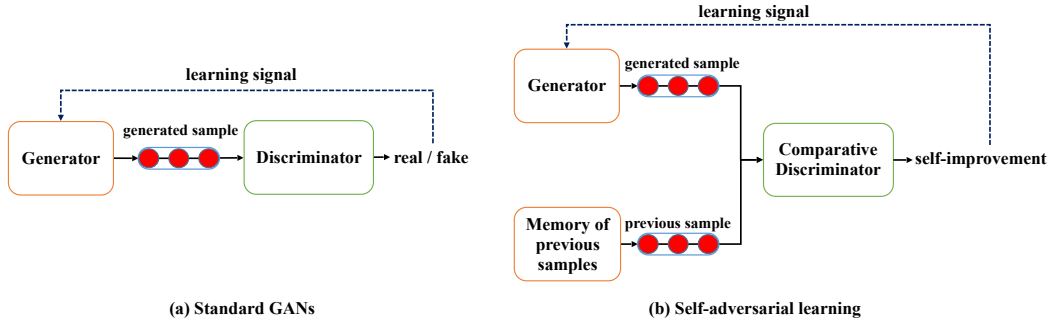 learning signal
generated sample
Generator
Discriminator
real / fake
(a) Standard GANs
learning signal
generated sample
Generator
Comparative
Discriminator
self-improvement
previous sample
Memory of
previous
samples
(b) Self-adversarial learning